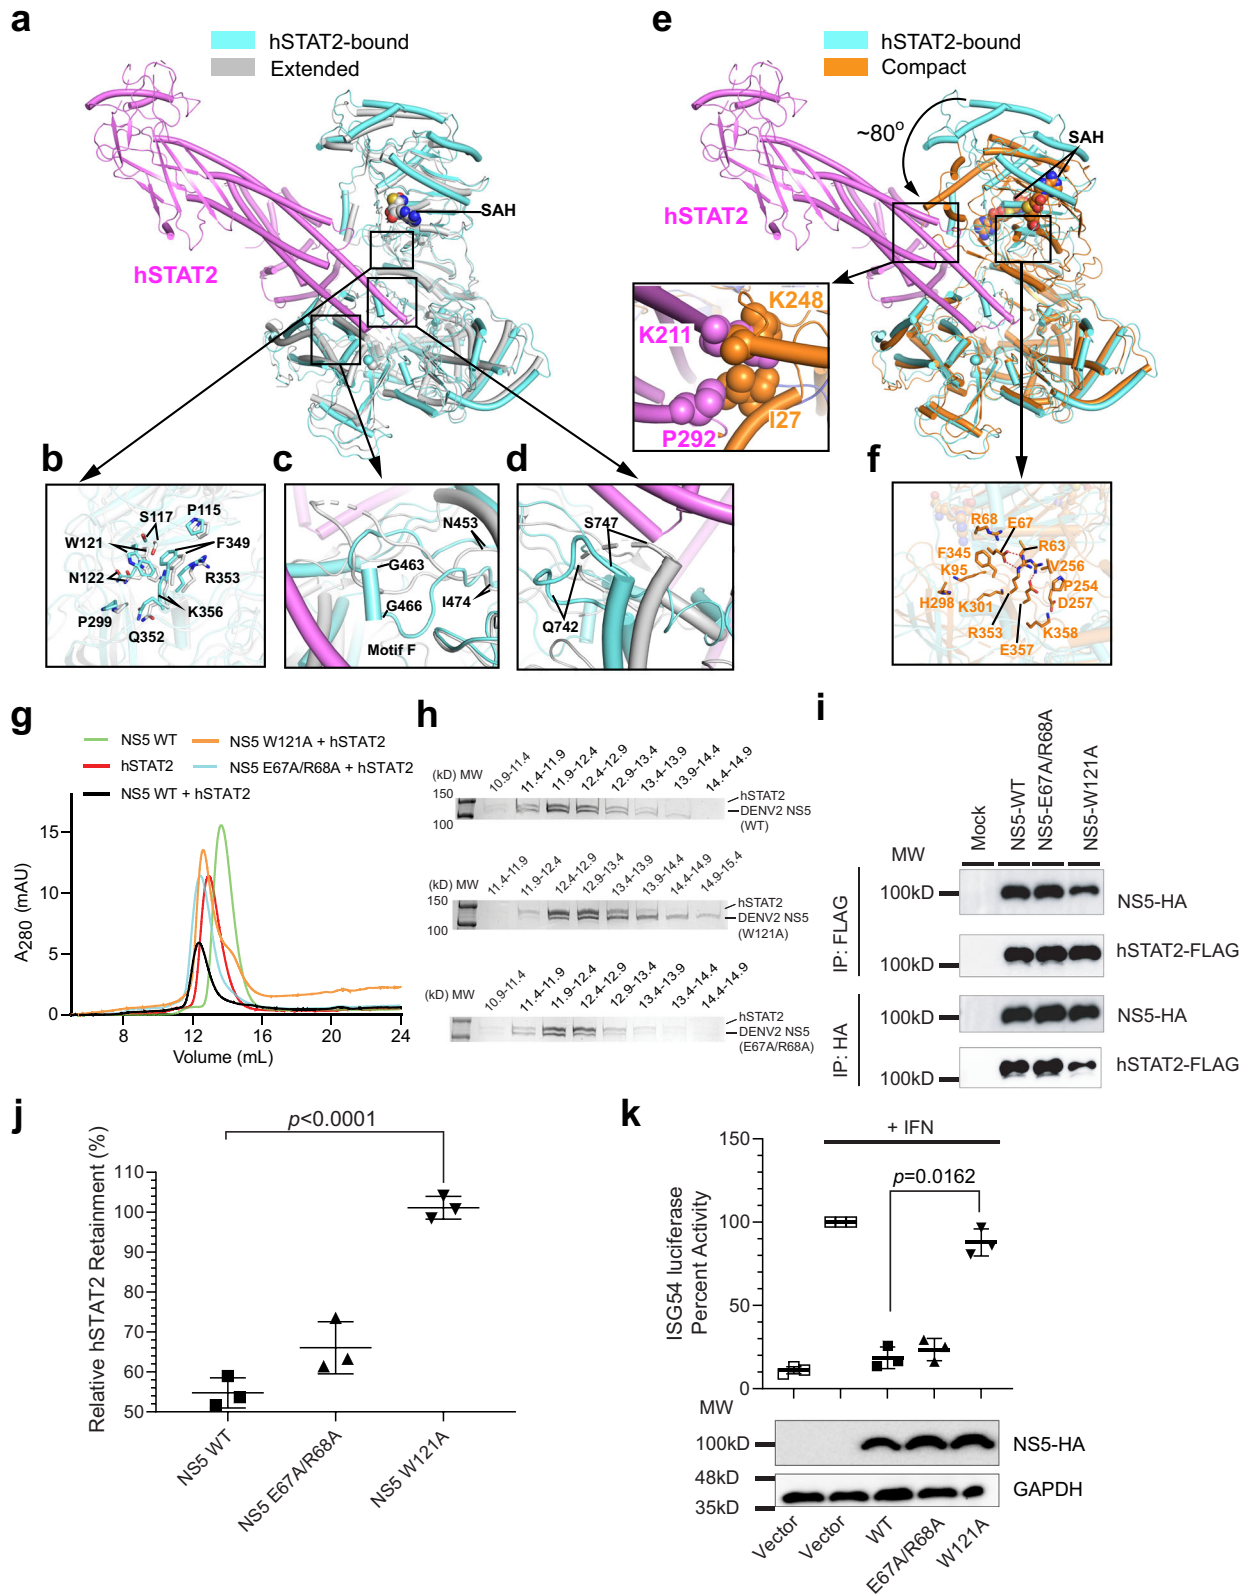 a
hSTAT2-bound
Extended
hSTAT2
SAH
e
hSTAT2-bound
Compact
~80°
SAH
hSTAT2
K248
K211
I27
P292
b
S117
P115
W121
F349
N122
R353
P299
K356
Q352
c
N453
G463
G466
I474
Motif F
d
S747
Q742
f
R68
E67
F345
R63
K95
V256
P254
H298
K301
D257
R353
K358
E357
g
NS5 WT
NS5 W121A + hSTAT2
hSTAT2
NS5 E67A/R68A + hSTAT2
NS5 WT + hSTAT2
A280 (mAU)
15
10
5
0
8
12
16
20
24
Volume (mL)
h
(kD) MW
10.9-11.4
11.4-11.9
11.9-12.4
12.4-12.9
12.9-13.4
13.4-13.9
13.9-14.4
14.4-14.9
150
100
hSTAT2
DENV2 NS5
(WT)
(kD) MW
11.4-11.9
11.9-12.4
12.4-12.9
12.9-13.4
13.4-13.9
13.9-14.4
14.4-14.9
14.9-15.4
150
100
hSTAT2
DENV2 NS5
(W121A)
(kD) MW
10.9-11.4
11.4-11.9
11.9-12.4
12.4-12.9
12.9-13.4
13.4-13.9
13.4-14.4
14.4-14.9
150
100
hSTAT2
DENV2 NS5
(E67A/R68A)
i
Mock
NS5-WT
NS5-E67A/R68A
NS5-W121A
MW
IP: FLAG
100kD
NS5-HA
100kD
hSTAT2-FLAG
IP: HA
100kD
NS5-HA
100kD
hSTAT2-FLAG
j
p<0.0001
Relative hSTAT2 Retainment (%)
110
100
90
80
70
60
50
NS5 WT
NS5 E67A/R68A
NS5 W121A
k
+ IFN
p=0.0162
ISG54 luciferase
Percent Activity
150
100
50
0
MW
100kD
NS5-HA
48kD
35kD
GAPDH
Vector
Vector
WT
E67A/R68A
W121A